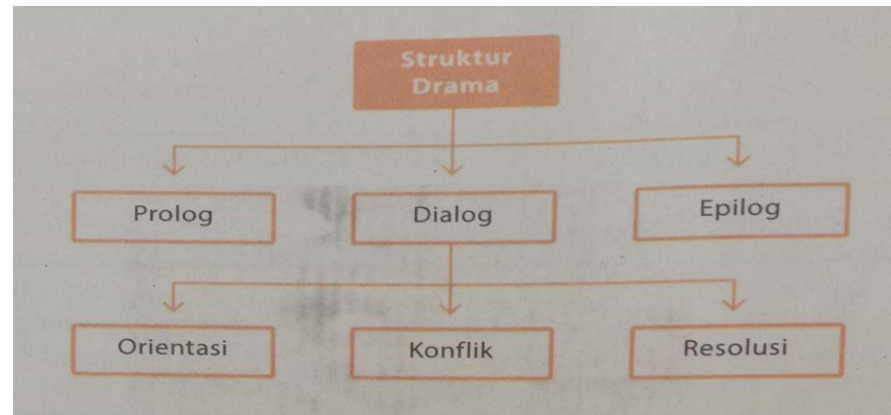 Struktur
Drama
Prolog
Dialog
Epilog
Orientasi
Konflik
Resolusi